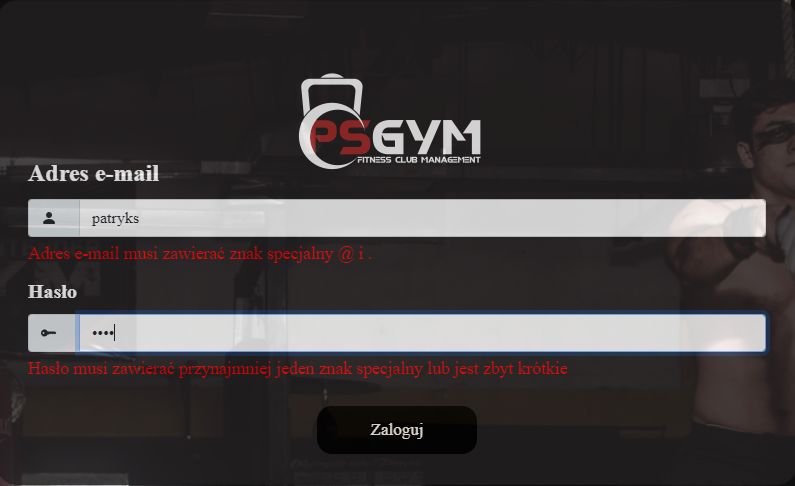 PSGYM
FITNESS CLUB MANAGEMENT
Adres e-mail
patryks
Adres e-mail musi zawierać znak specjalny @ i .
Hasło
••••
Hasło musi zawierać przynajmniej jeden znak specjalny lub jest zbyt krótkie
Zaloguj